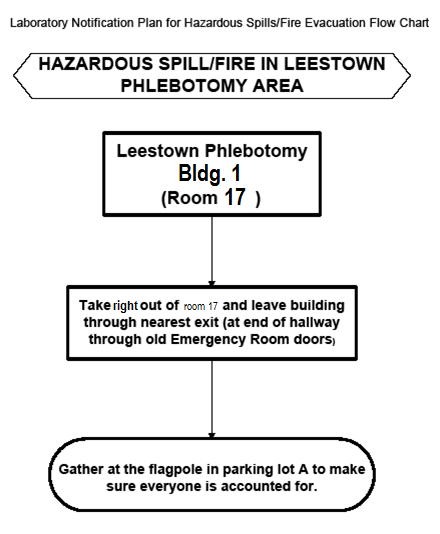 Laboratory Notification Plan for Hazardous Spills/Fire Evacuation Flow Chart
HAZARDOUS SPILL/FIRE IN LEESTOWN
PHLEBOTOMY AREA
Leestown Phlebotomy
Bldg. 1
(Room 17 )
Take right out of room 17 and leave building
through nearest exit (at end of hallway
through old Emergency Room doors)
Gather at the flagpole in parking lot A to make
sure everyone is accounted for.